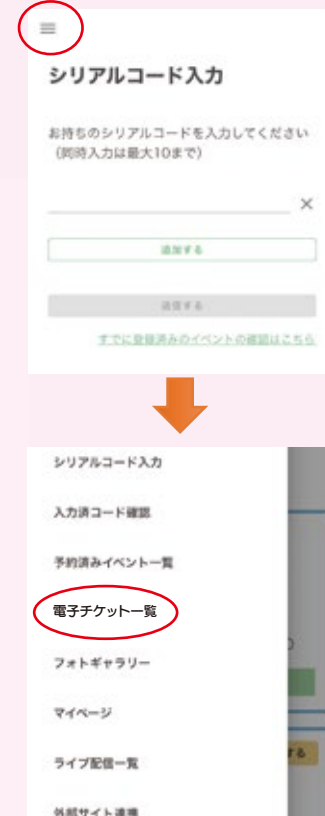 シリアルコード入力
お持ちのシリアルコードを入力してください
（同時入力は最大10まで）
追加する
送信する
すでに登録済みのイベントの確認はこちら
シリアルコード入力
入力済コード確認
予約済みイベント一覧
電子チケット一覧
フォトギャラリー
マイページ
ライブ配信一覧
外部サイト連携
する